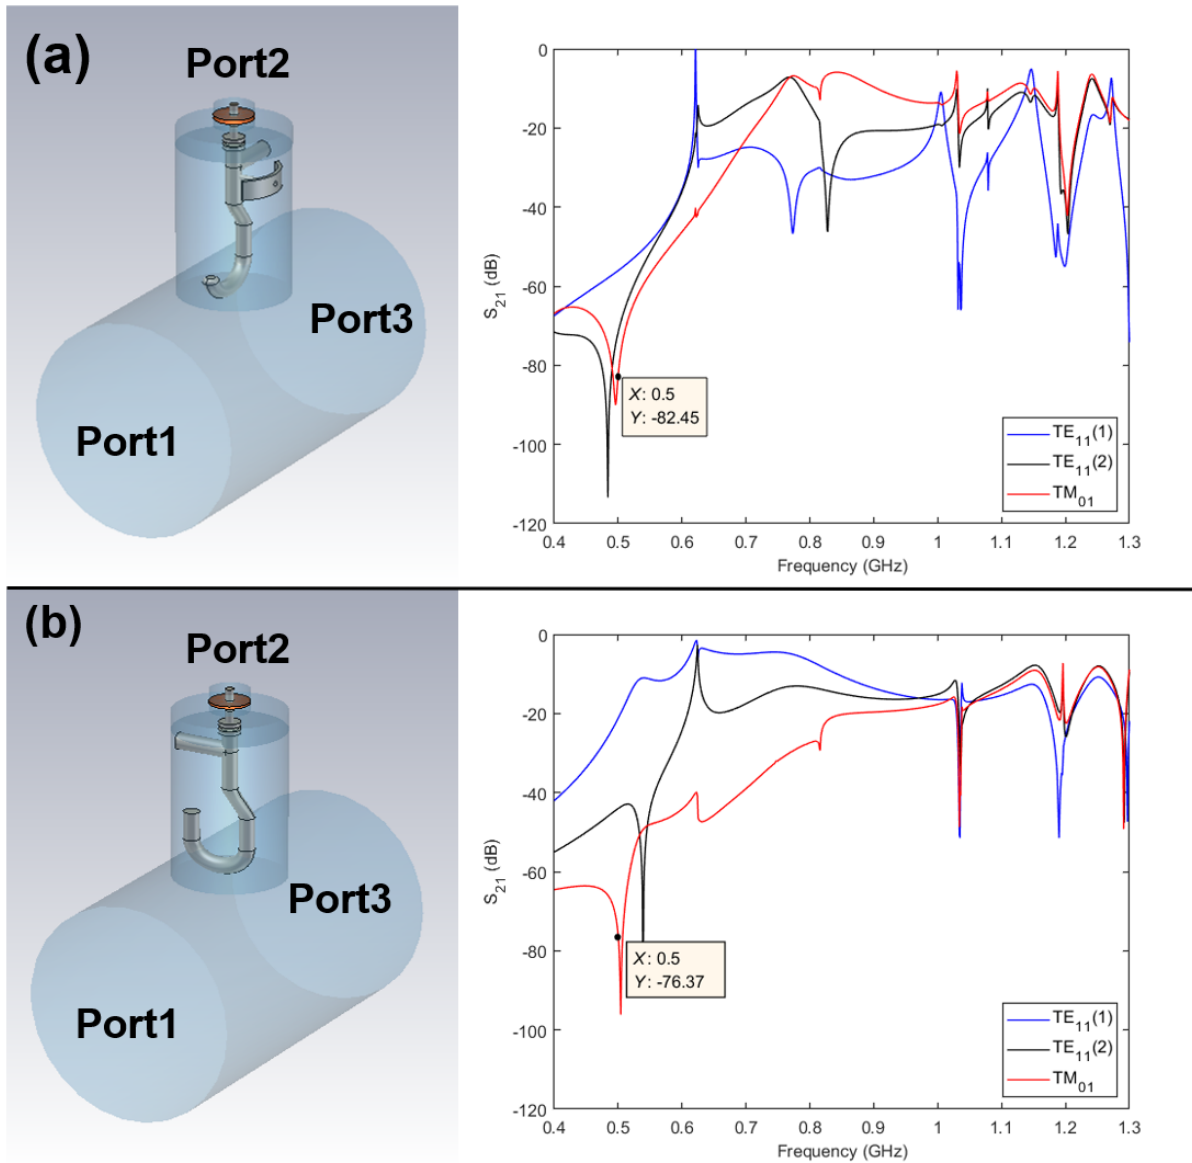 (a)
Port2
Port3
Port1
S21 (dB)
0
-20
-40
-60
-80
-100
-120
X: 0.5
Y: -82.45
TE11(1)
TE11(2)
TM01
0.4 0.5 0.6 0.7 0.8 0.9 1 1.1 1.2 1.3
Frequency (GHz)
(b)
Port2
Port3
Port1
S21 (dB)
0
-20
-40
-60
-80
-100
-120
X: 0.5
Y: -76.37
TE11(1)
TE11(2)
TM01
0.4 0.5 0.6 0.7 0.8 0.9 1 1.1 1.2 1.3
Frequency (GHz)